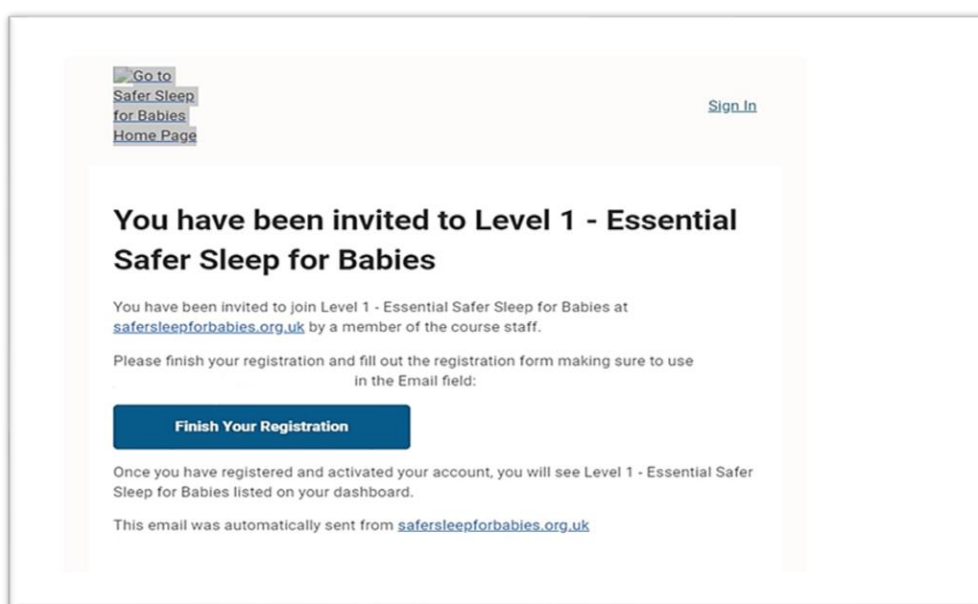 Go to
Safer Sleep
for Babies
Home Page
Sign In
You have been invited to Level 1 - Essential
Safer Sleep for Babies
You have been invited to join Level 1 - Essential Safer Sleep for Babies at
safersleepforbabies.org.uk by a member of the course staff.
Please finish your registration and fill out the registration form making sure to use
in the Email field:
Finish Your Registration
Once you have registered and activated your account, you will see Level 1 - Essential Safer
Sleep for Babies listed on your dashboard.
This email was automatically sent from safersleepforbabies.org.uk